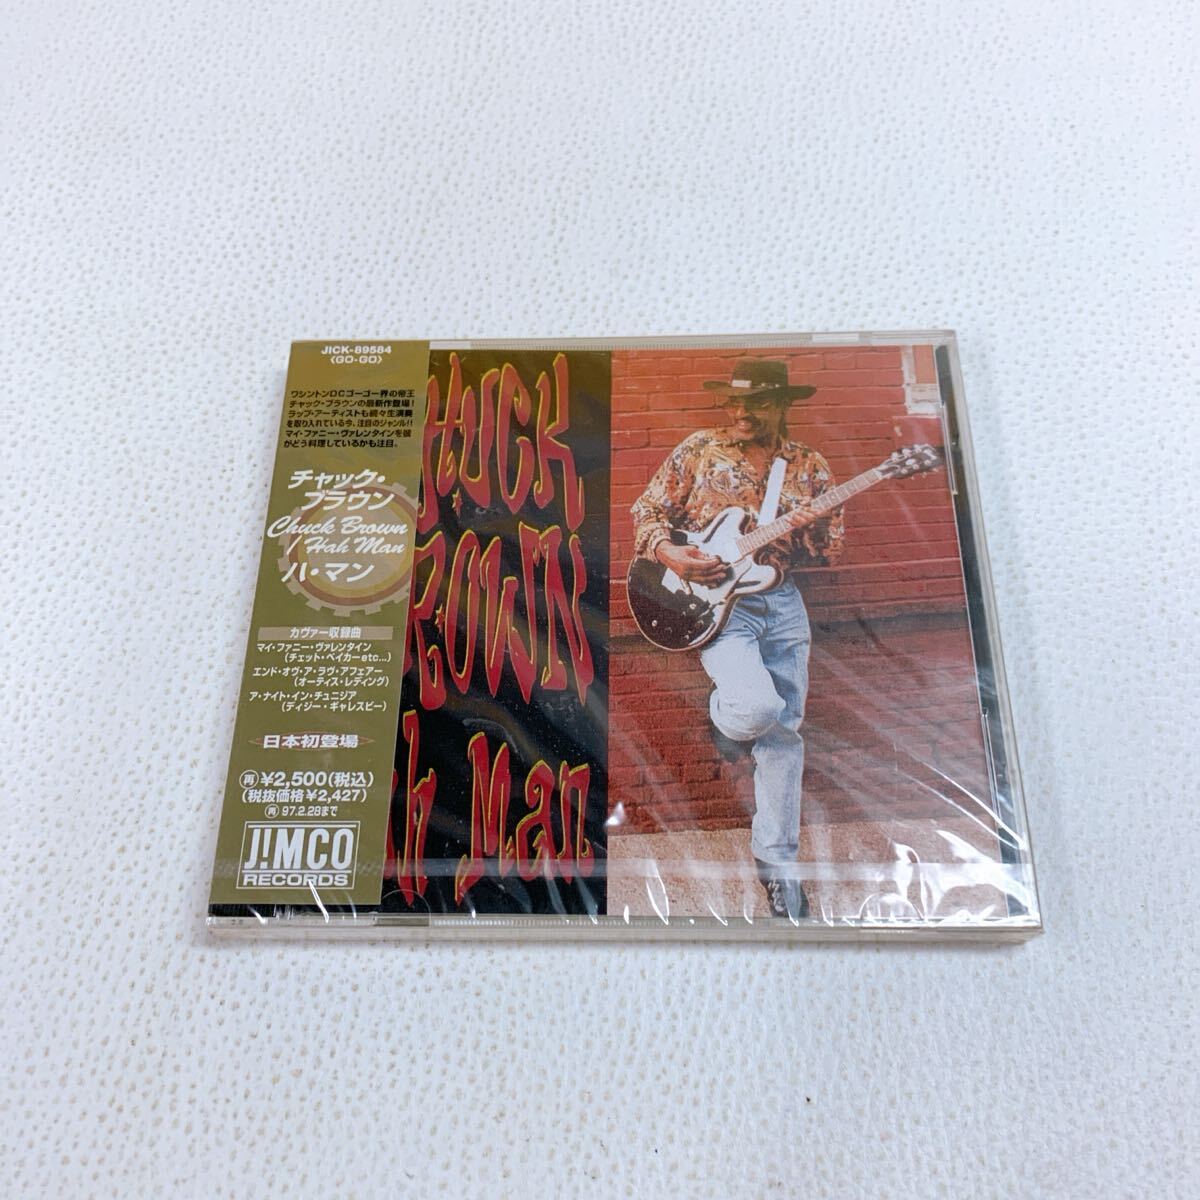 JICK-89584
〈GO-GO〉
ワシントンDCゴーゴー界の帝王
チャック・ブラウンの最新作登場！
ラップ・アーティストも続々生演奏
を取り入れている今、注目のジャンル!!
マイ・ファニー・ヴァレンタインを彼
がどう料理しているかも注目。
チャック・
ブラウン
Chuck Brown
/ Hah Man
ハ・マン
カヴァー収録曲
マイ・ファニー・ヴァレンタイン
(チェット・ベイカーetc...)
エンド・オヴ・ア・ラヴ・アフェアー
(オーティス・レディング)
ア・ナイト・イン・チュニジア
(ディジー・ギャレスピー)
日本初登場
再¥2,500(税込)
(税抜価格¥2,427)
再97.2.28まで
J!MCO
RECORDS
HUCK
ROWN
ah Man